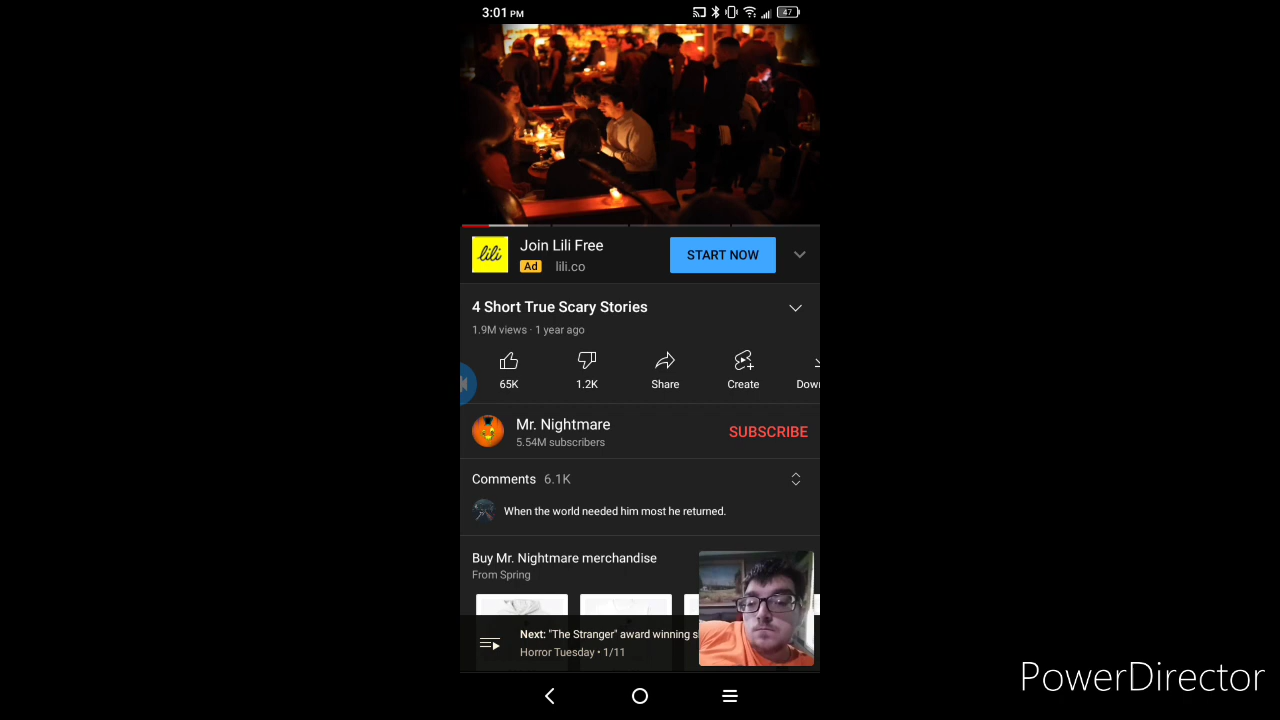 3:01 PM
47
lili
Join Lili Free
Ad lili.co
START NOW
4 Short True Scary Stories
1.9M views · 1 year ago
65K
1.2K
Share
Create
Down
Mr. Nightmare
5.54M subscribers
SUBSCRIBE
Comments 6.1K
When the world needed him most he returned.
Buy Mr. Nightmare merchandise
From Spring
Next: "The Stranger" award winning s
Horror Tuesday • 1/11
PowerDirector